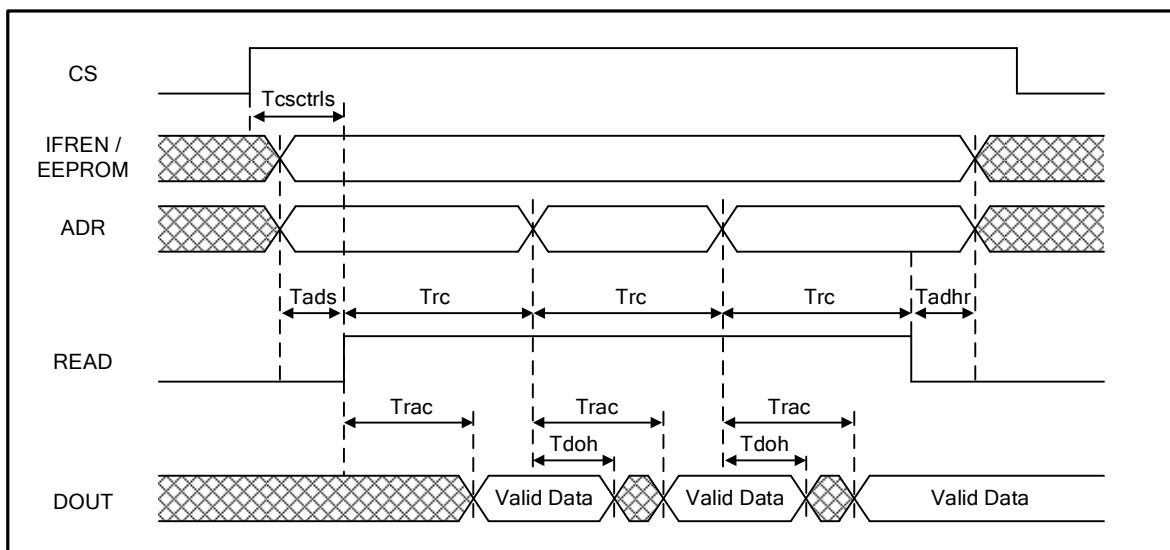 CS
Tcsctrls
IFREN /
EEPROM
ADR
Tads Trc Trc Trc Tadhr
READ
Trac Trac Trac
Tdoh Tdoh
DOUT Valid Data Valid Data Valid Data